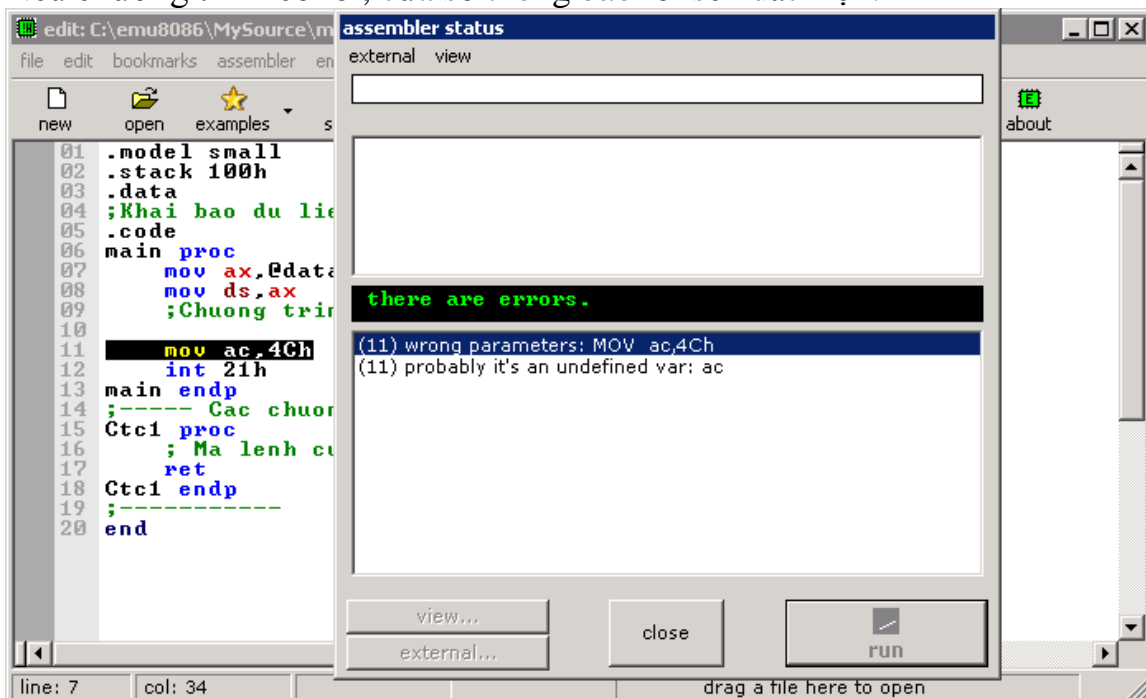 edit: C:\emu8086\MySource\m
assembler status
file edit bookmarks assembler em
external view
new open examples s
about
01 .model small
02 .stack 100h
03 .data
04 ;Khai bao du lie
05 .code
06 main proc
07 mov ax,@data
08 mov ds,ax
09 ;Chuong trin
10
11 mov ac,4Ch
12 int 21h
13 main endp
14 ;----- Cac chuon
15 Ctc1 proc
16 ; Ma lenh cu
17 ret
18 Ctc1 endp
19 ;-----------
20 end
there are errors.
(11) wrong parameters: MOV ac,4Ch
(11) probably it's an undefined var: ac
view...
external...
close
run
line: 7 col: 34 drag a file here to open